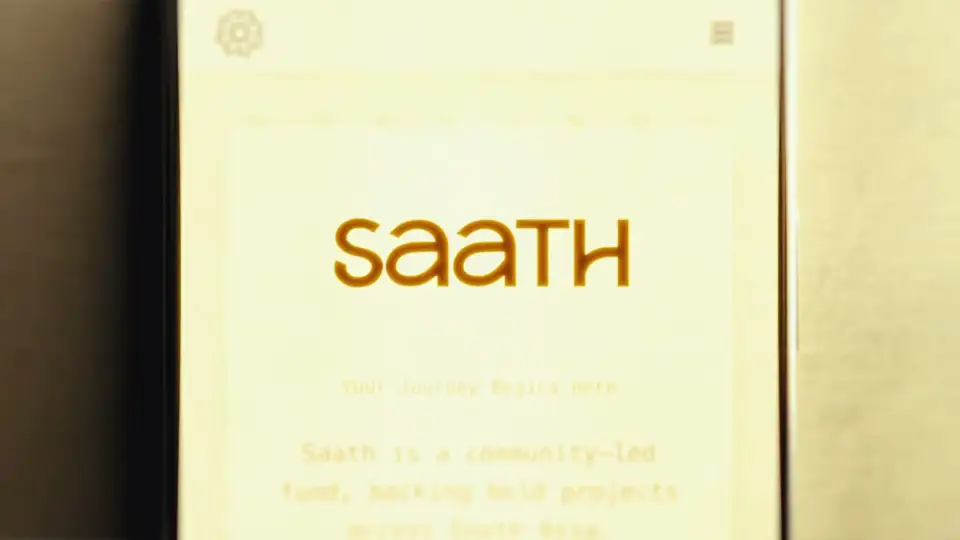 SAATH
Your Journey Begins Here
Saath is a community-led
fund, backing bold projects
across South Asia.